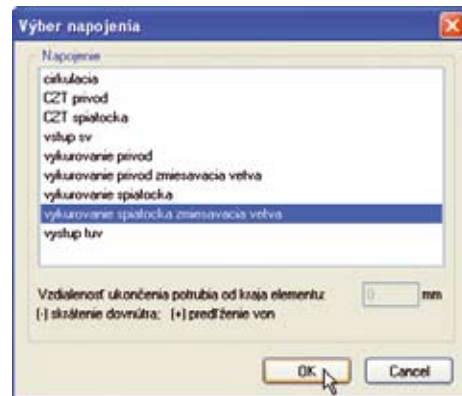 Výber napojenia
Napojenie
cirkulacia
CZT privod
CZT spiatocka
vstup sv
vykurovanie privod
vykurovanie privod zmiesavacia vetva
vykurovanie spiatocka
vykurovanie spiatocka zmiesavacia vetva
vystup tuv
Vzdialenosť ukončenia potrubia od kraja elementu: 0 mm
(-) skrátenie dovnútra; (+) predĺženie von
OK Cancel